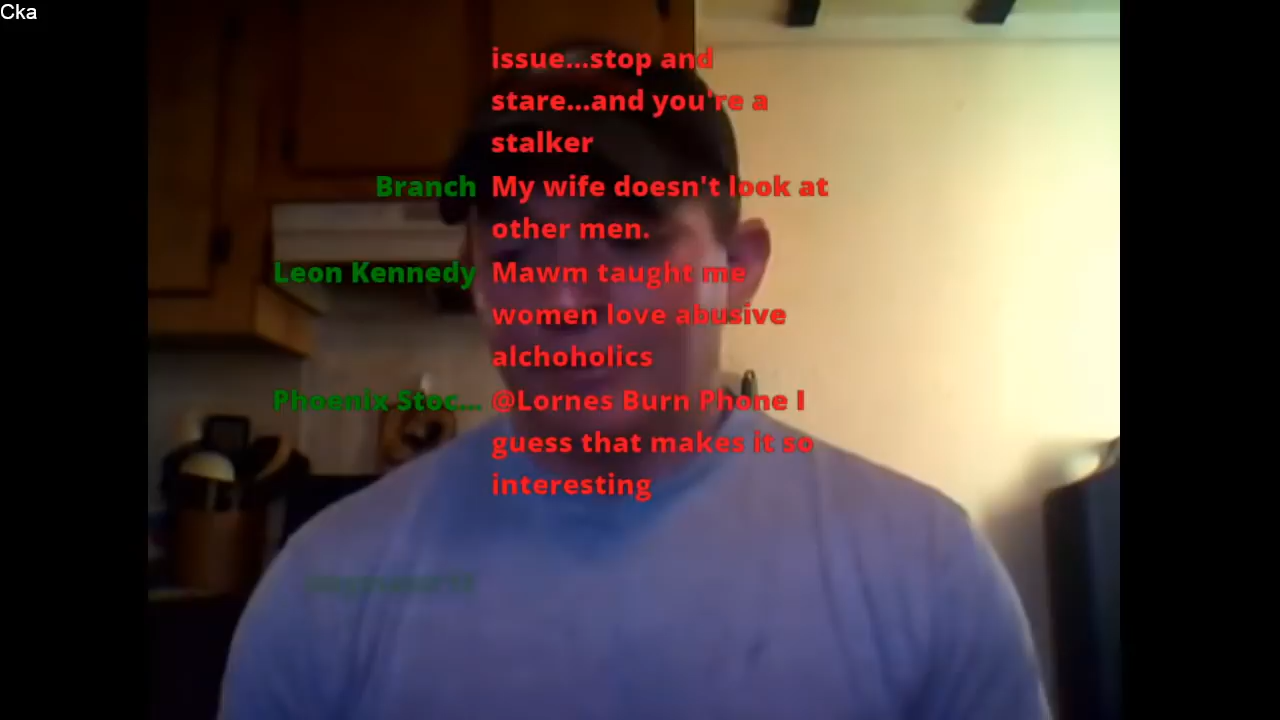 Cka
issue...stop and
stare...and you're a
stalker
Branch My wife doesn't look at
other men.
Leon Kennedy Mawm taught me
women love abusive
alchoholics
Phoenix Stoc... @Lornes Burn Phone I
guess that makes it so
interesting